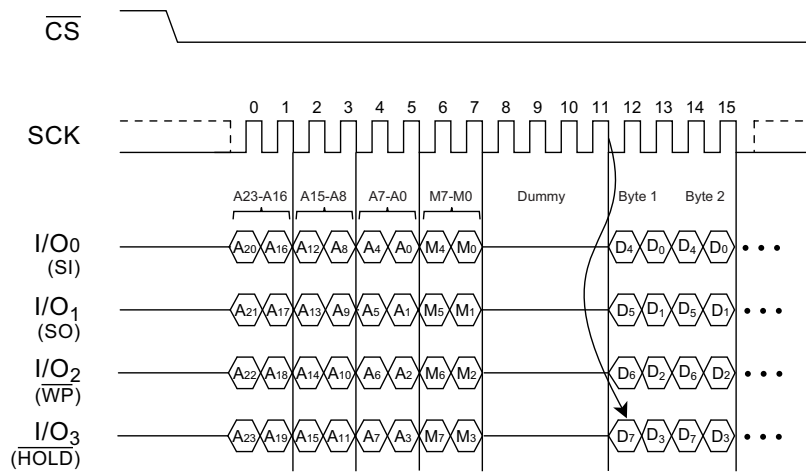 CS
0 1 2 3 4 5 6 7 8 9 10 11 12 13 14 15
SCK
A23-A16 A15-A8 A7-A0 M7-M0 Dummy Byte 1 Byte 2
I/O0 A20 A16 A12 A8 A4 A0 M4 M0 D4 D0 D4 D0 • • •
(SI)
I/O1 A21 A17 A13 A9 A5 A1 M5 M1 D5 D1 D5 D1 • • •
(SO)
I/O2 A22 A18 A14 A10 A6 A2 M6 M2 D6 D2 D6 D2 • • •
(WP)
I/O3 A23 A19 A15 A11 A7 A3 M7 M3 D7 D3 D7 D3 • • •
(HOLD)